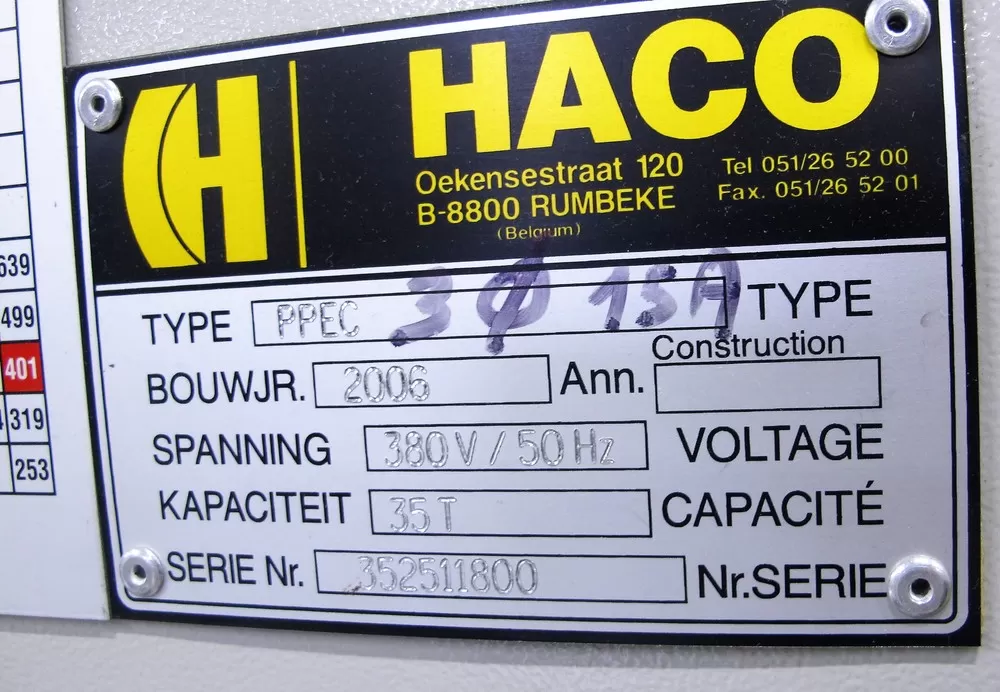 HACO
Oekensestraat 120
B-8800 RUMBEKE
(Belgium)
Tel 051/26 52 00
Fax. 051/26 52 01
TYPE PPEC 3Φ 15A TYPE
BOUWJR. 2006 Ann. Construction
SPANNING 380V/50Hz VOLTAGE
KAPACITEIT 35T CAPACITÉ
SERIE Nr. 352511800 Nr.SERIE
639
499
401
319
253